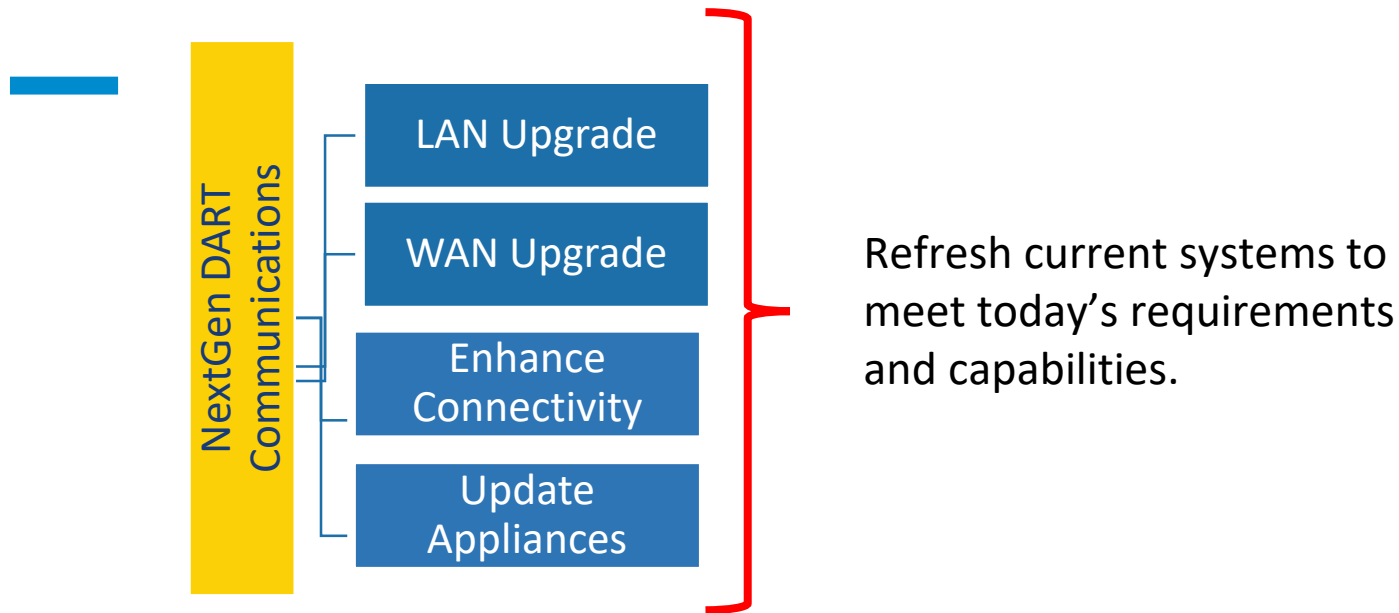 NextGen DART
Communications
LAN Upgrade
WAN Upgrade
Enhance
Connectivity
Update
Appliances
Refresh current systems to
meet today’s requirements
and capabilities.